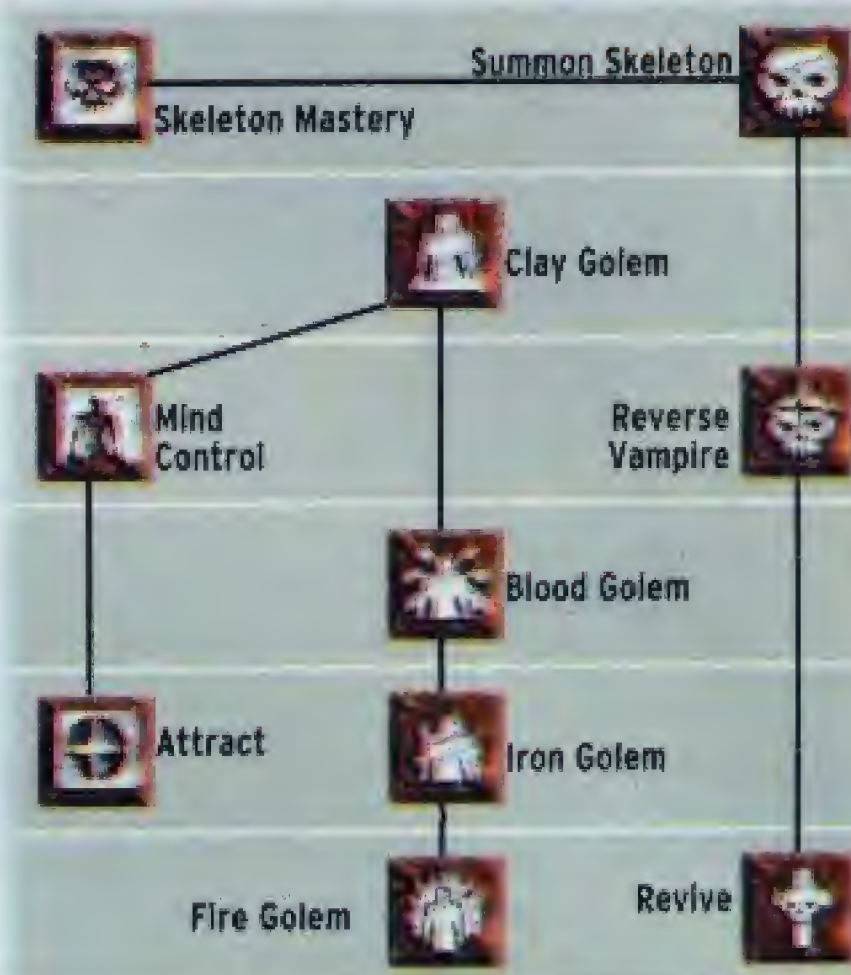 Summon Skeleton
Skeleton Mastery
Clay Golem
Mind
Control
Reverse
Vampire
Blood Golem
Attract
Iron Golem
Fire Golem
Revive